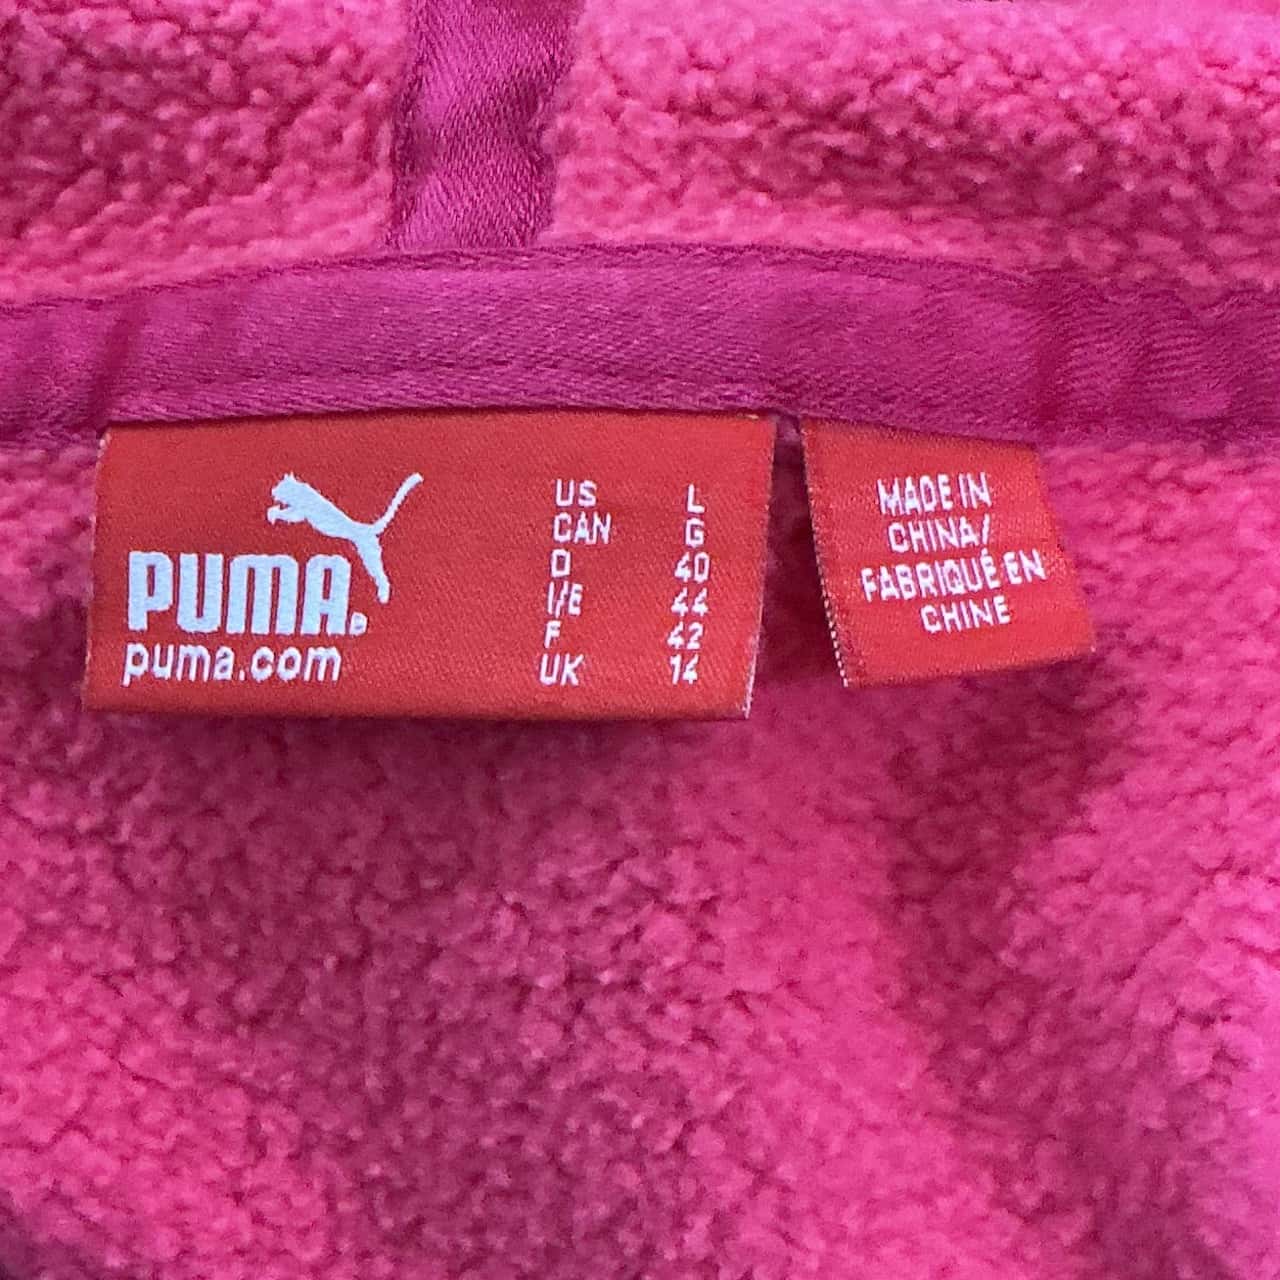 PUMA®
puma.com
US L
CAN G
D 40
I/E 44
F 42
UK 14
MADE IN
CHINA/
FABRIQUÉ EN
CHINE